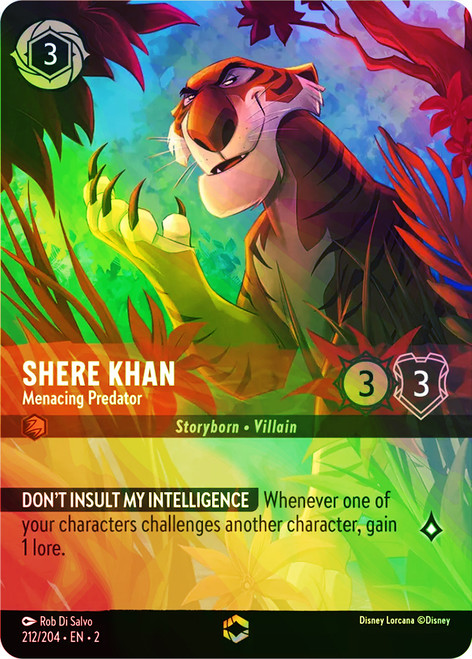 3
SHERE KHAN
Menacing Predator
3
3
Storyborn • Villain
DON'T INSULT MY INTELLIGENCE Whenever one of
your characters challenges another character, gain
1 lore.
Rob Di Salvo
Disney Lorcana ©Disney
212/204 • EN • 2